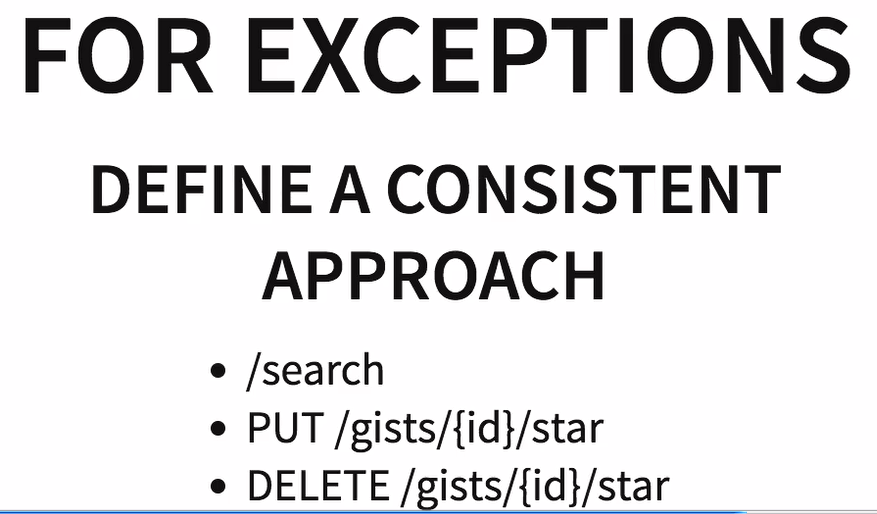 FOR EXCEPTIONS
DEFINE A CONSISTENT
APPROACH
• /search
• PUT /gists/{id}/star
• DELETE /gists/{id}/star